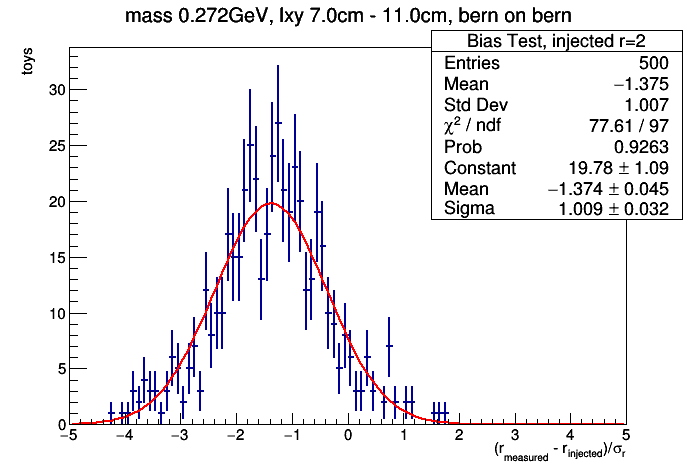 mass 0.272GeV, lxy 7.0cm - 11.0cm, bern on bern
toys
Bias Test, injected r=2
Entries 500
Mean −1.375
Std Dev 1.007
χ² / ndf 77.61 / 97
Prob 0.9263
Constant 19.78 ± 1.09
Mean −1.374 ± 0.045
Sigma 1.009 ± 0.032
30
25
20
15
10
5
0
−5 −4 −3 −2 −1 0 1 2 3 4 5
(r_measured - r_injected)/σ_r